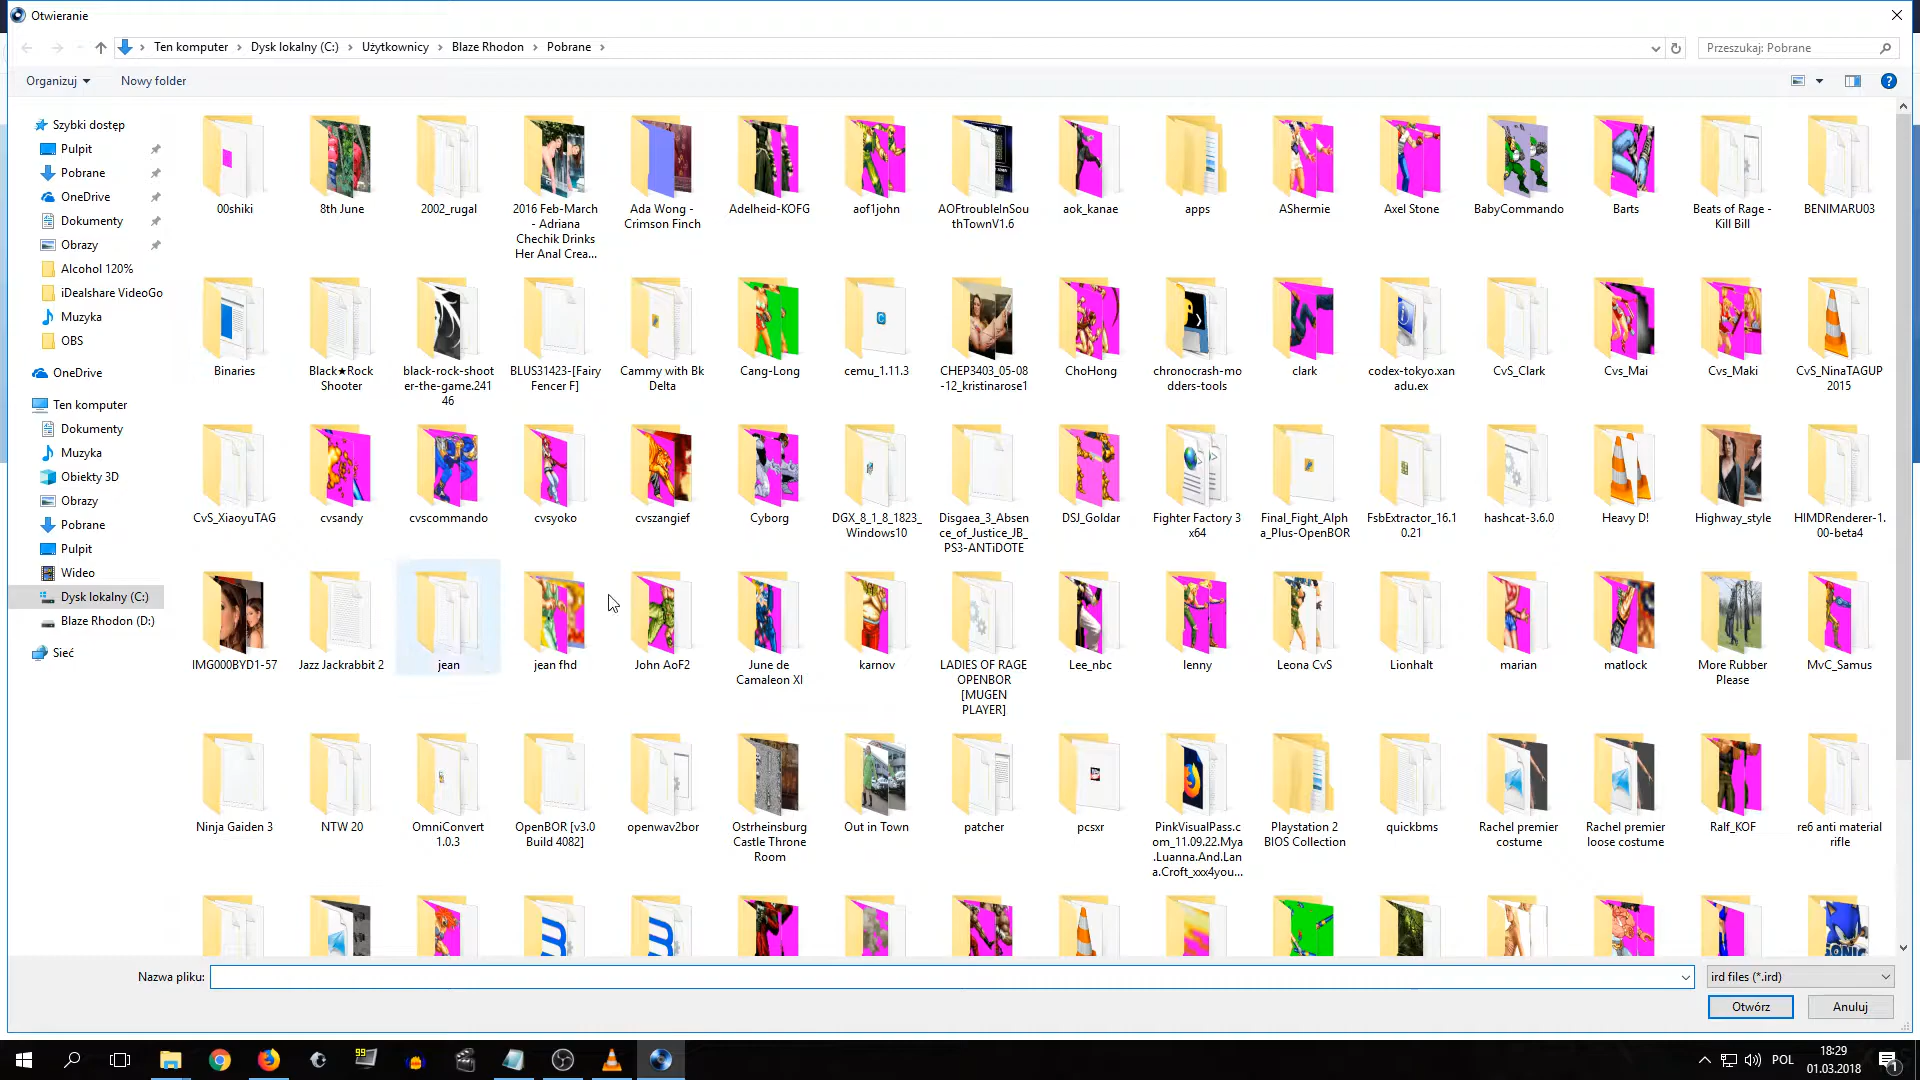 Otwieranie
Ten komputer > Dysk lokalny (C:) > Użytkownicy > Blaze Rhodon > Pobrane >
Przeszukaj: Pobrane
Organizuj
Nowy folder
Szybki dostęp
Pulpit
Pobrane
OneDrive
Dokumenty
Obrazy
Alcohol 120%
iDealshare VideoGo
Muzyka
OBS
OneDrive
Ten komputer
Dokumenty
Muzyka
Obiekty 3D
Obrazy
Pobrane
Pulpit
Wideo
Dysk lokalny (C:)
Blaze Rhodon (D:)
Sieć
00shiki
8th June
2002_rugal
2016 Feb-March
- Adriana
Chechik Drinks
Her Anal Crea...
Ada Wong -
Crimson Finch
Adelheid-KOFG
aof1john
AOFtroubleInSou
thTownV1.6
aok_kanae
apps
AShermie
Axel Stone
BabyCommando
Barts
Beats of Rage -
Kill Bill
BENIMARU03
Binaries
Black★Rock
Shooter
black-rock-shoot
er-the-game.241
46
BLUS31423-[Fairy
Fencer F]
Cammy with Bk
Delta
Cang-Long
cemu_1.11.3
CHEP3403_05-08
-12_kristinarose1
ChoHong
chronocrash-mo
dders-tools
clark
codex-tokyo.xan
adu.ex
CvS_Clark
Cvs_Mai
Cvs_Maki
CvS_NinaTAGUP
2015
CvS_XiaoyuTAG
cvsandy
cvscommando
cvsyoko
cvszangief
Cyborg
DGX_8_1_8_1823_
Windows10
Disgaea_3_Absen
ce_of_Justice_JB_
PS3-ANTiDOTE
DSJ_Goldar
Fighter Factory 3
x64
Final_Fight_Alph
a_Plus-OpenBOR
FsbExtractor_16.1
0.21
hashcat-3.6.0
Heavy D!
Highway_style
HIMDRenderer-1.
00-beta4
IMG000BYD1-57
Jazz Jackrabbit 2
jean
jean fhd
John AoF2
June de
Camaleon XI
karnov
LADIES OF RAGE
OPENBOR
[MUGEN
PLAYER]
Lee_nbc
lenny
Leona CvS
Lionhalt
marian
matlock
More Rubber
Please
MvC_Samus
Ninja Gaiden 3
NTW 20
OmniConvert
1.0.3
OpenBOR [v3.0
Build 4082]
openwav2bor
Ostrheinsburg
Castle Throne
Room
Out in Town
patcher
pcsxr
PinkVisualPass.c
om_11.09.22.Mya
.Luanna.And.Lan
a.Croft_xxx4you...
Playstation 2
BIOS Collection
quickbms
Rachel premier
costume
Rachel premier
loose costume
Ralf_KOF
re6 anti material
rifle
Nazwa pliku:
ird files (*.ird)
Otwórz
Anuluj
99
POL
18:29
01.03.2018
1